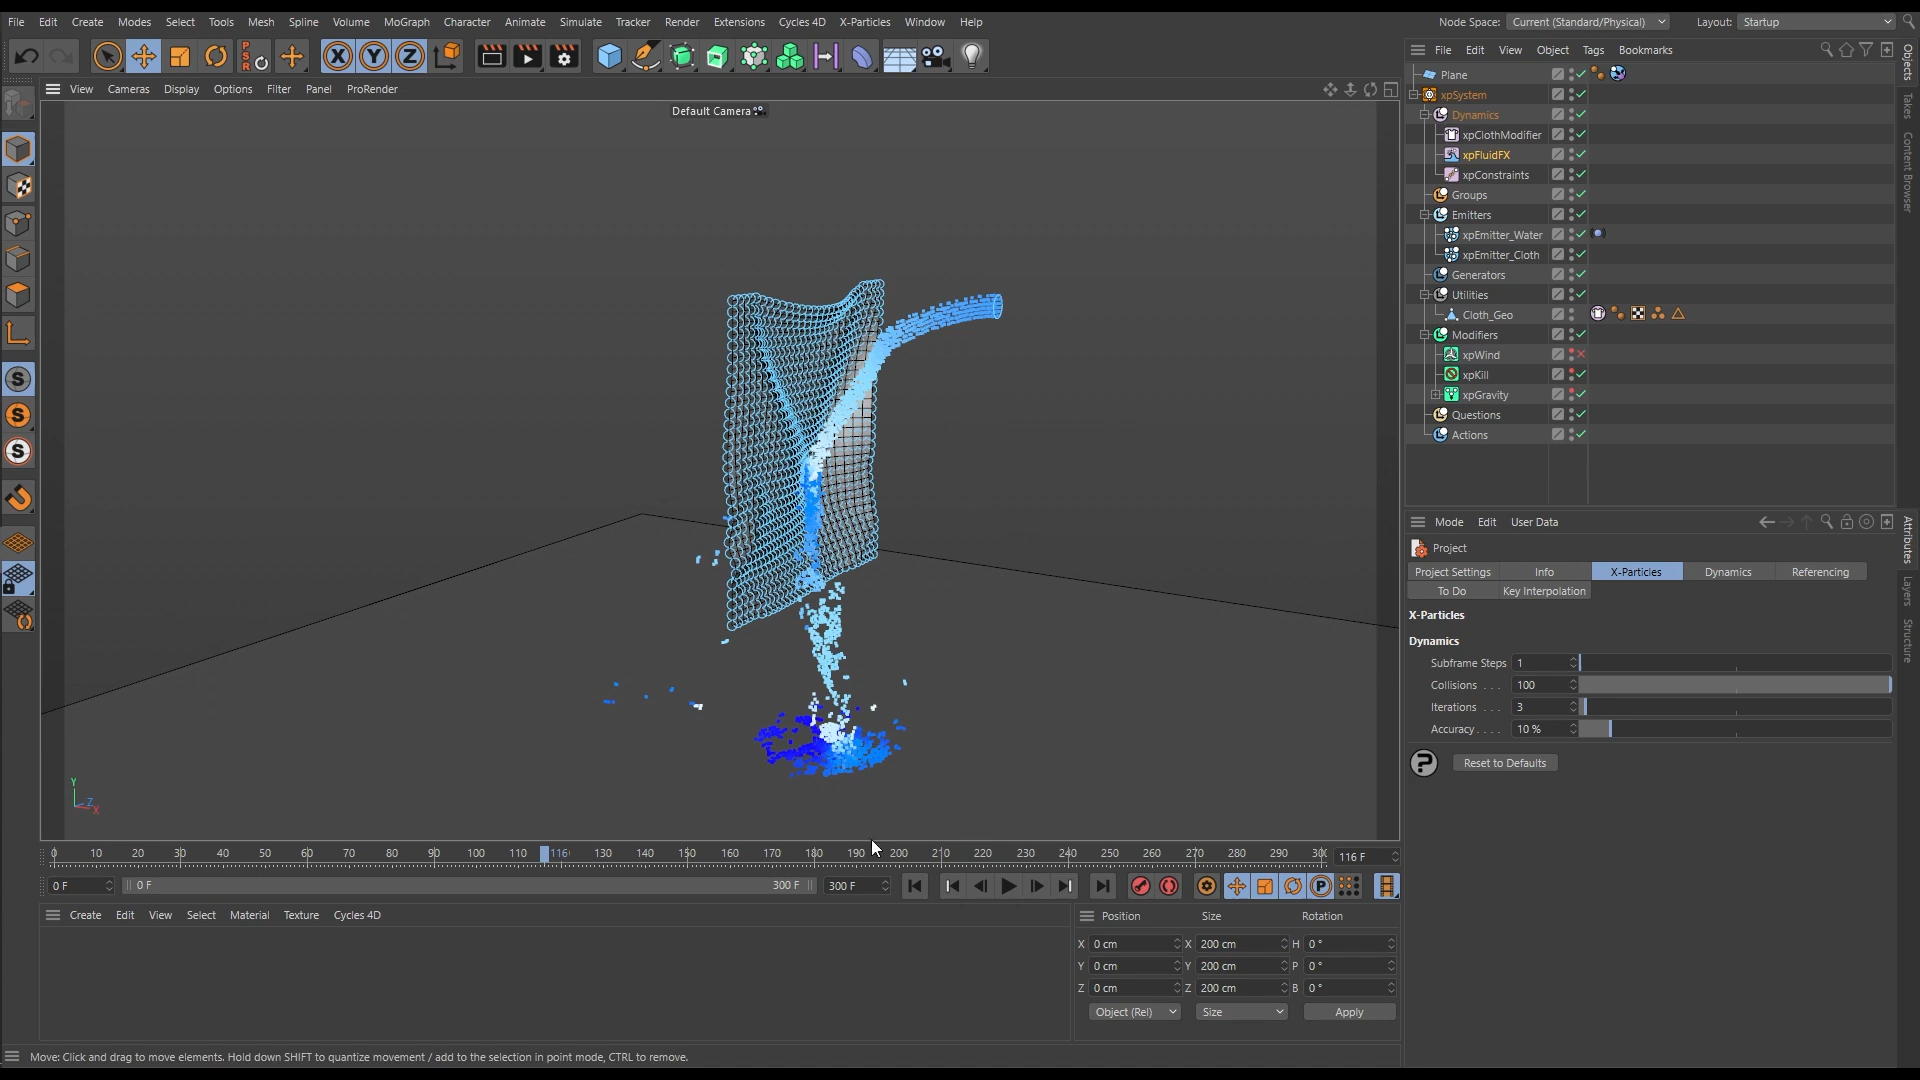 File Edit Create Modes Select Tools Mesh Spline Volume MoGraph Character Animate Simulate Tracker Render Extensions Cycles 4D X-Particles Window Help
Node Space: Current (Standard/Physical) Layout: Startup
PSR X Y Z
File Edit View Object Tags Bookmarks
View Cameras Display Options Filter Panel ProRender
Default Camera
Plane
xpSystem
Dynamics
xpClothModifier
xpFluidFX
xpConstraints
Groups
Emitters
xpEmitter_Water
xpEmitter_Cloth
Generators
Utilities
Cloth_Geo
Modifiers
xpWind
xpKill
xpGravity
Questions
Actions
Objects
Takes
Content Browser
S
S
S
Mode Edit User Data
Project
Project Settings Info X-Particles Dynamics Referencing
To Do Key Interpolation
X-Particles
Dynamics
Subframe Steps 1
Collisions . . . 100
Iterations . . . 3
Accuracy . . . . 10 %
? Reset to Defaults
Attributes
Layers
Structure
Y
Z
X
0 10 20 30 40 50 60 70 80 90 100 110 116 130 140 150 160 170 180 190 200 210 220 230 240 250 260 270 280 290 30 116 F
0 F 0 F 300 F 300 F P
Create Edit View Select Material Texture Cycles 4D
Position Size Rotation
X 0 cm X 200 cm H 0 °
Y 0 cm Y 200 cm P 0 °
Z 0 cm Z 200 cm B 0 °
Object (Rel) Size Apply
Move: Click and drag to move elements. Hold down SHIFT to quantize movement / add to the selection in point mode, CTRL to remove.